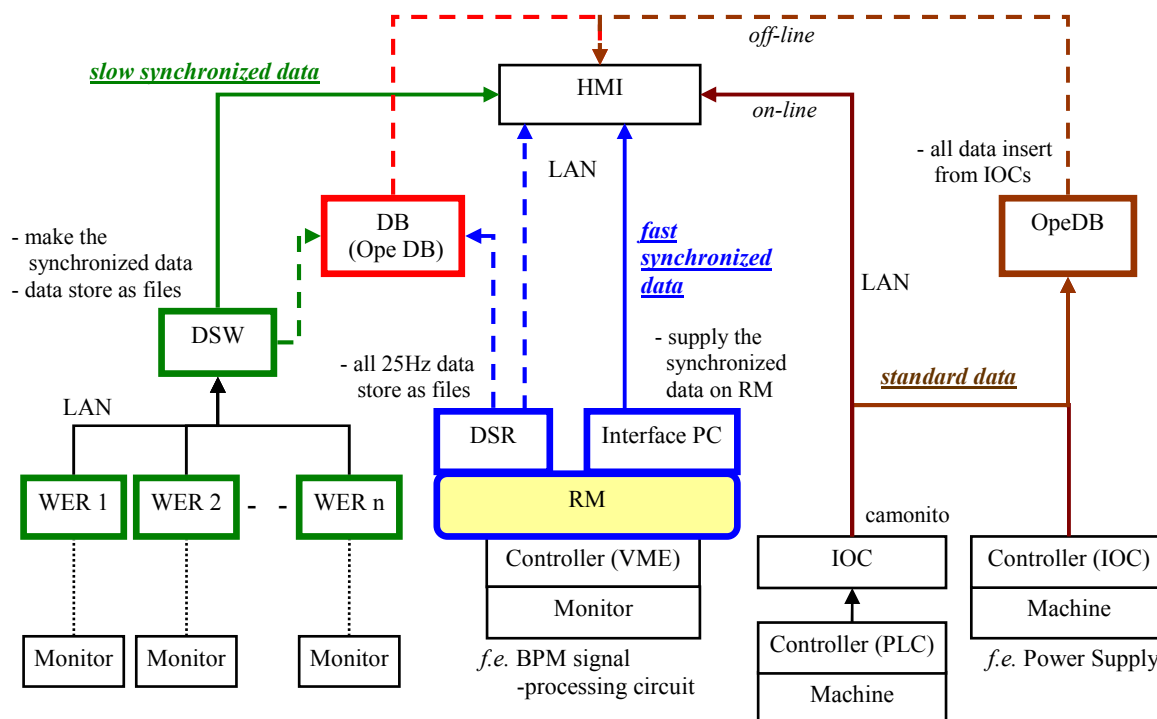 off-line
slow synchronized data
HMI
on-line
LAN
- all data insert
from IOCs
DB
(Ope DB)
OpeDB
- make the
synchronized data
- data store as files
fast
synchronized
data
LAN
DSW
- all 25Hz data
store as files
- supply the
synchronized
data on RM
standard data
LAN
DSR
Interface PC
WER 1
WER 2
- -
WER n
RM
camonito
Controller (VME)
Monitor
IOC
Controller (IOC)
Machine
Monitor
Monitor
Monitor
f.e. BPM signal
-processing circuit
Controller (PLC)
Machine
f.e. Power Supply